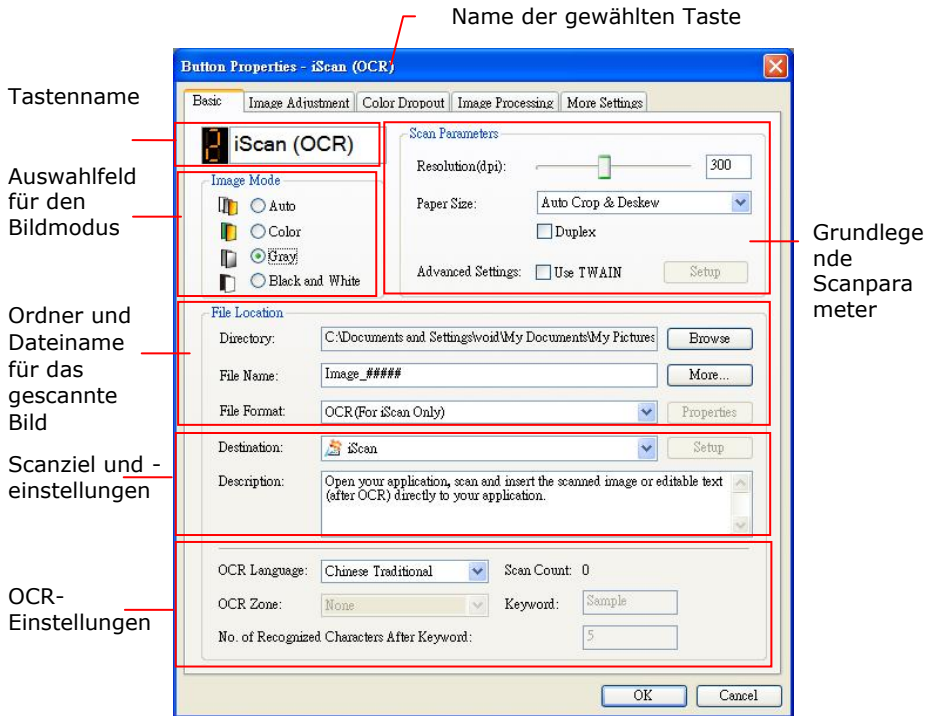 Name der gewählten Taste
Button Properties - iScan (OCR)
Tastenname
Basic Image Adjustment Color Dropout Image Processing More Settings
2 iScan (OCR)
Scan Parameters
Resolution(dpi): 300
Auswahlfeld
für den
Bildmodus
Image Mode
Auto
Color
Gray
Black and White
Paper Size: Auto Crop & Deskew
Duplex
Advanced Settings: Use TWAIN Setup
Grundlege
nde
Scanpara
meter
Ordner und
Dateiname
für das
gescannte
Bild
File Location
Directory: C:\Documents and Settings\void\My Documents\My Pictures Browse
File Name: Image_##### More...
File Format: OCR(For iScan Only) Properties
Scanziel und -
einstellungen
Destination: iScan Setup
Description: Open your application, scan and insert the scanned image or editable text
(after OCR) directly to your application.
OCR-
Einstellungen
OCR Language: Chinese Traditional Scan Count: 0
OCR Zone: None Keyword: Sample
No. of Recognized Characters After Keyword: 5
OK Cancel